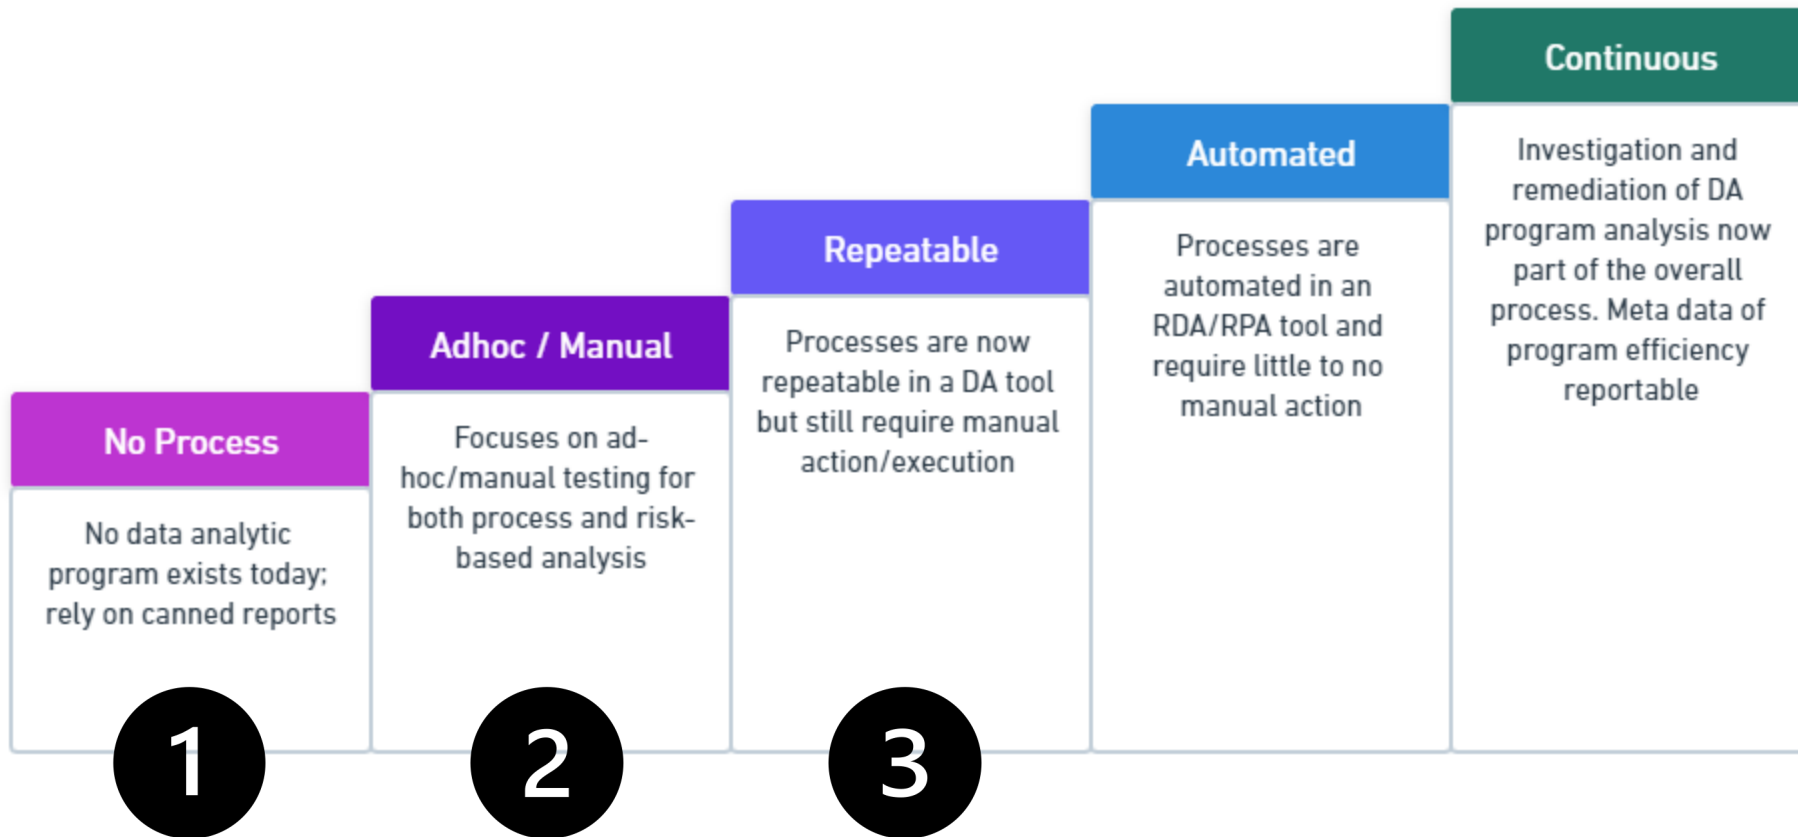 No Process
No data analytic
program exists today;
rely on canned reports
1
Adhoc / Manual
Focuses on ad-
hoc/manual testing for
both process and risk-
based analysis
2
Repeatable
Processes are now
repeatable in a DA tool
but still require manual
action/execution
3
Automated
Processes are
automated in an
RDA/RPA tool and
require little to no
manual action
Continuous
Investigation and
remediation of DA
program analysis now
part of the overall
process. Meta data of
program efficiency
reportable